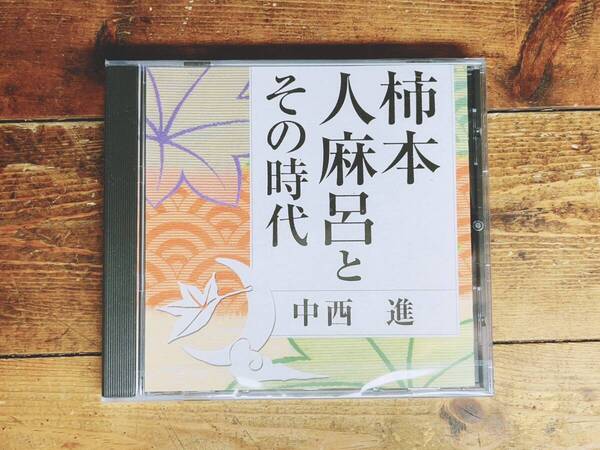 柿本
人麻呂と
その時代
中西 進